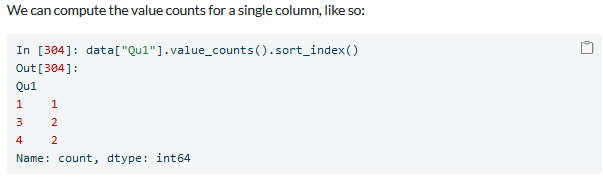 We can compute the value counts for a single column, like so:
In [304]: data["Qu1"].value_counts().sort_index()
Out[304]:
Qu1
1    1
3    2
4    2
Name: count, dtype: int64